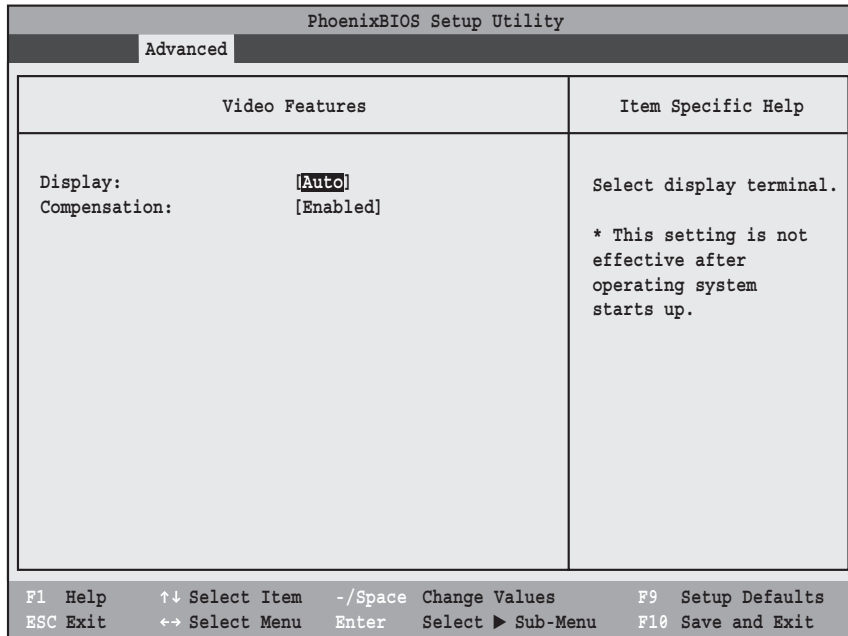 PhoenixBIOS Setup Utility
Advanced
Video Features
Item Specific Help
Display: [Auto]
Compensation: [Enabled]
Select display terminal.
* This setting is not
effective after
operating system
starts up.
F1 Help ↑↓ Select Item -/Space Change Values F9 Setup Defaults
ESC Exit ←→ Select Menu Enter Select ▶ Sub-Menu F10 Save and Exit